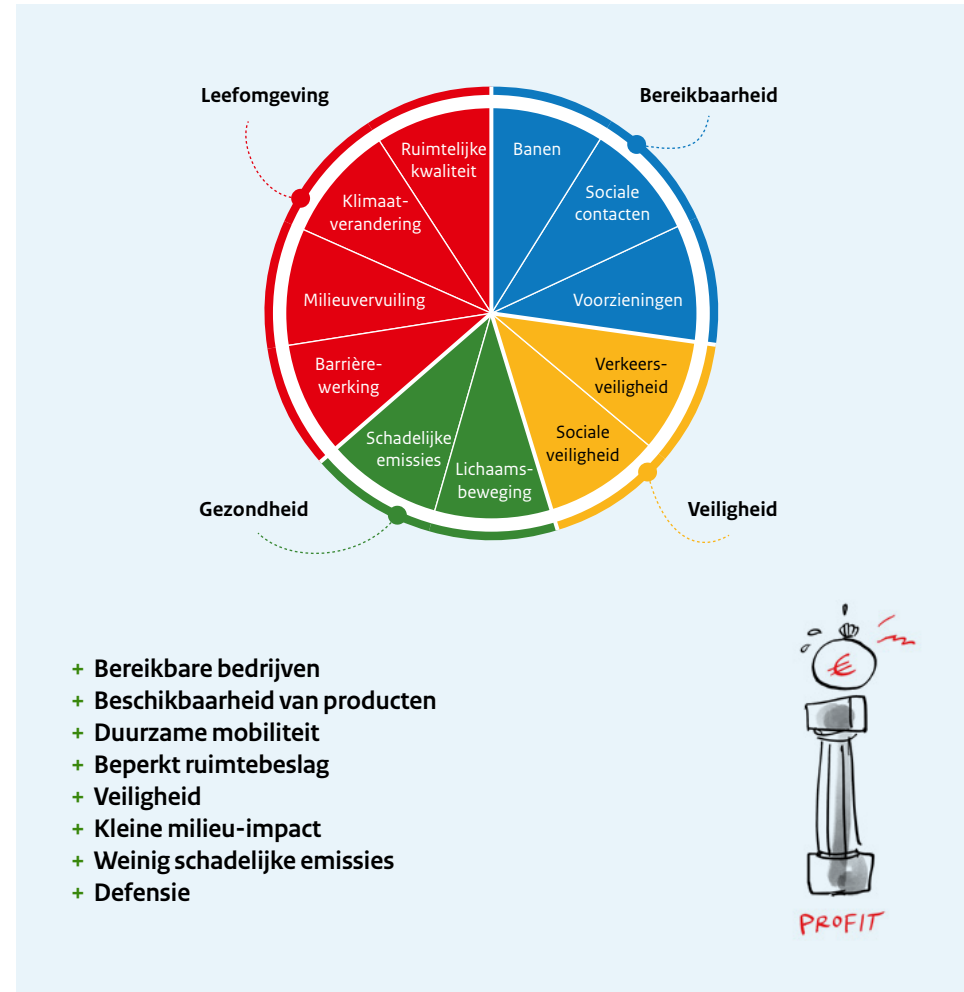 Leefomgeving
Bereikbaarheid
Ruimtelijke
kwaliteit
Banen
Klimaat-
verandering
Sociale
contacten
Milieuvervuiling
Voorzieningen
Barrière-
werking
Verkeers-
veiligheid
Schadelijke
emissies
Lichaams-
beweging
Sociale
veiligheid
Gezondheid
Veiligheid
+ Bereikbare bedrijven
+ Beschikbaarheid van producten
+ Duurzame mobiliteit
+ Beperkt ruimtebeslag
+ Veiligheid
+ Kleine milieu-impact
+ Weinig schadelijke emissies
+ Defensie
€
PROFIT